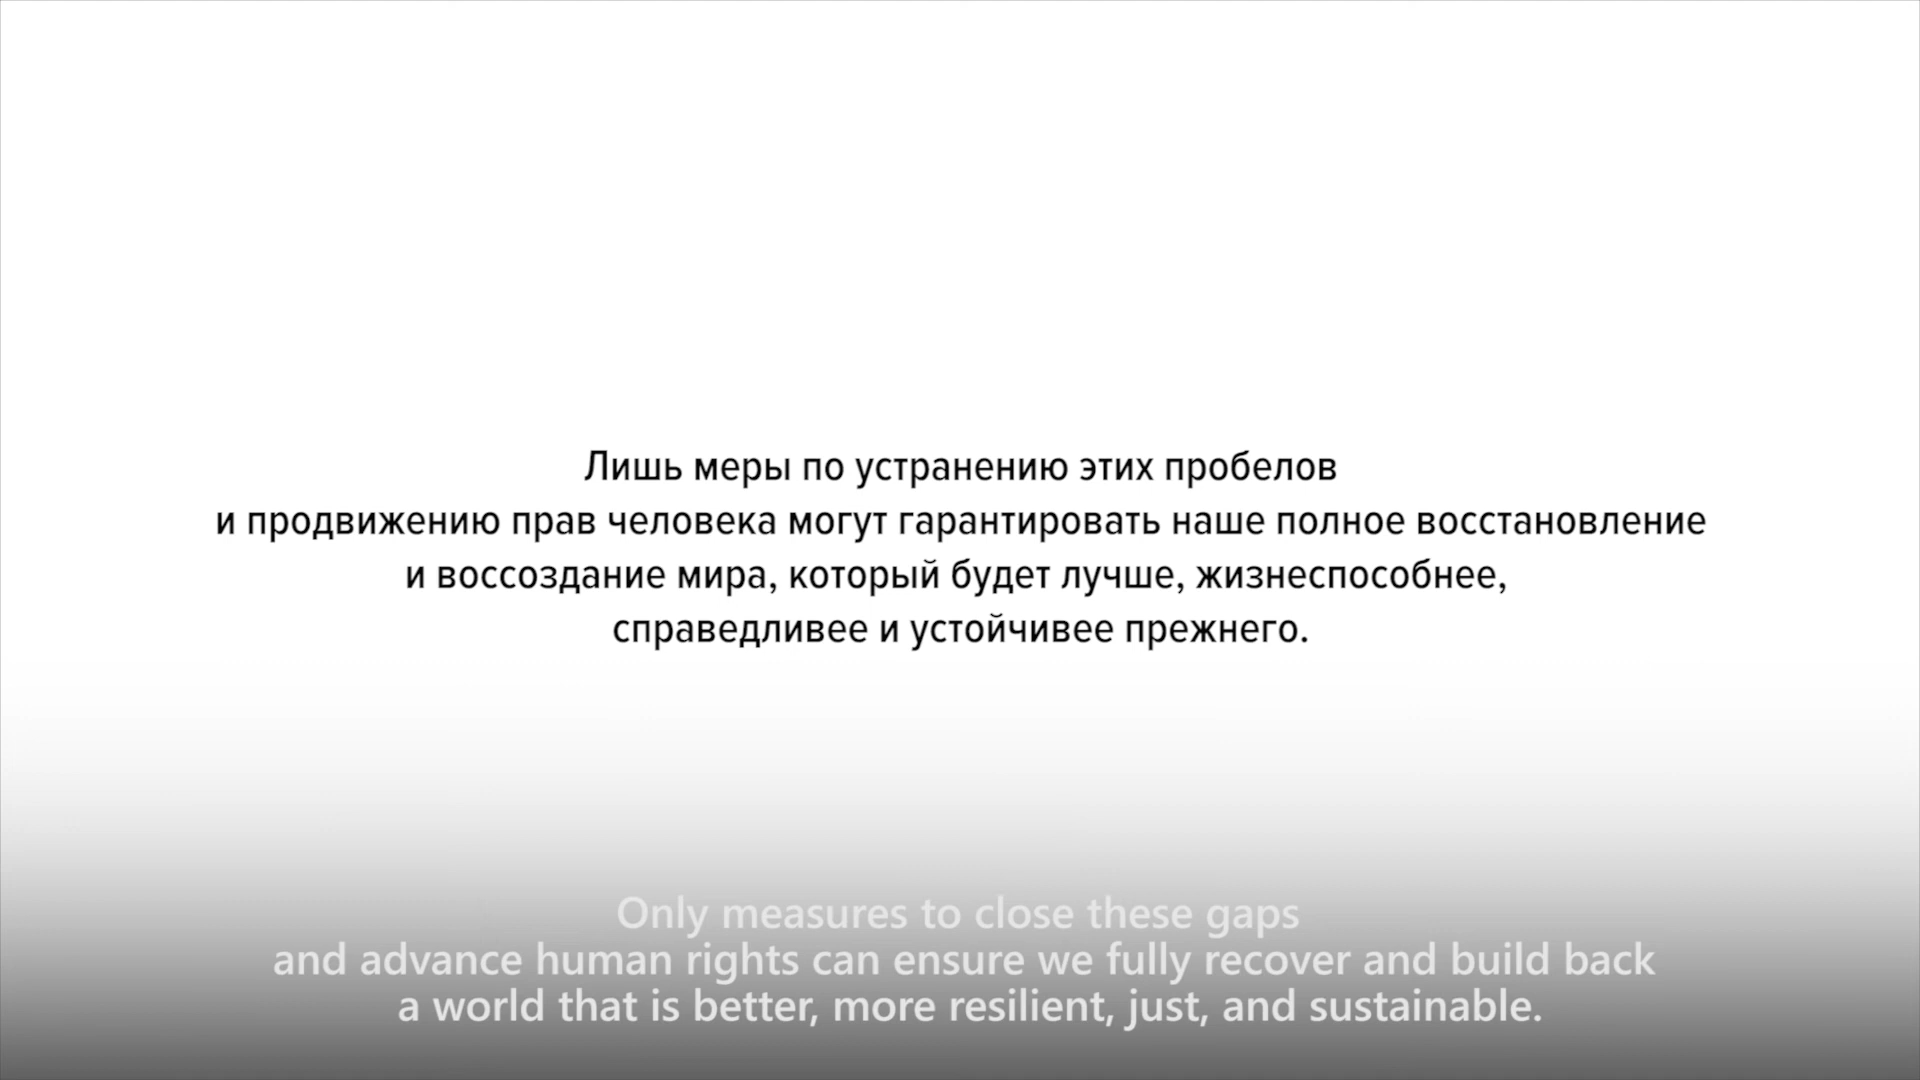 Лишь меры по устранению этих пробелов
и продвижению прав человека могут гарантировать наше полное восстановление
и воссоздание мира, который будет лучше, жизнеспособнее,
справедливее и устойчивее прежнего.
Only measures to close these gaps
and advance human rights can ensure we fully recover and build back
a world that is better, more resilient, just, and sustainable.